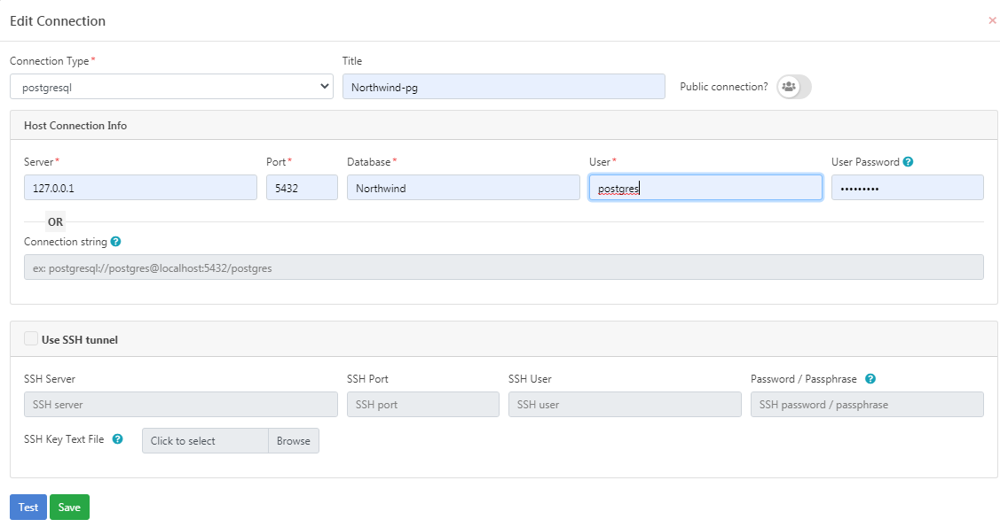 Edit Connection ×
Connection Type* Title
postgresql Northwind-pg Public connection?
Host Connection Info
Server* Port* Database* User* User Password ?
127.0.0.1 5432 Northwind postgres •••••••••
OR
Connection string ?
ex: postgresql://postgres@localhost:5432/postgres
Use SSH tunnel
SSH Server SSH Port SSH User Password / Passphrase ?
SSH server SSH port SSH user SSH password / passphrase
SSH Key Text File ? Click to select Browse
Test Save